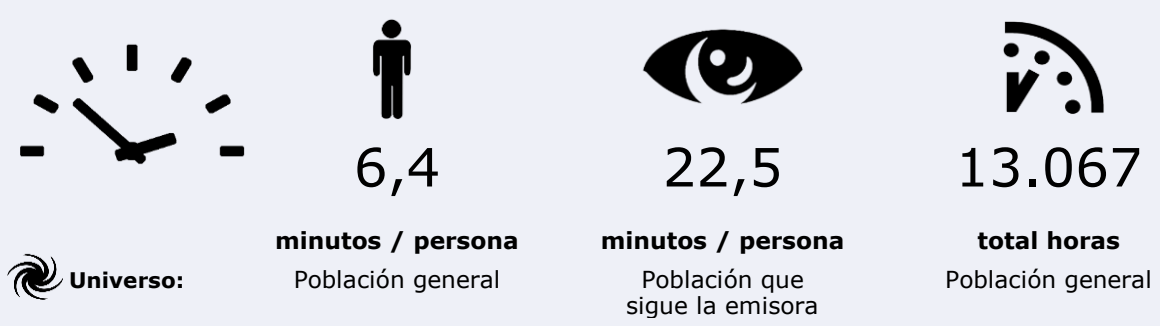 6,4
22,5
13.067
minutos / persona
minutos / persona
total horas
Universo:
Población general
Población que
sigue la emisora
Población general